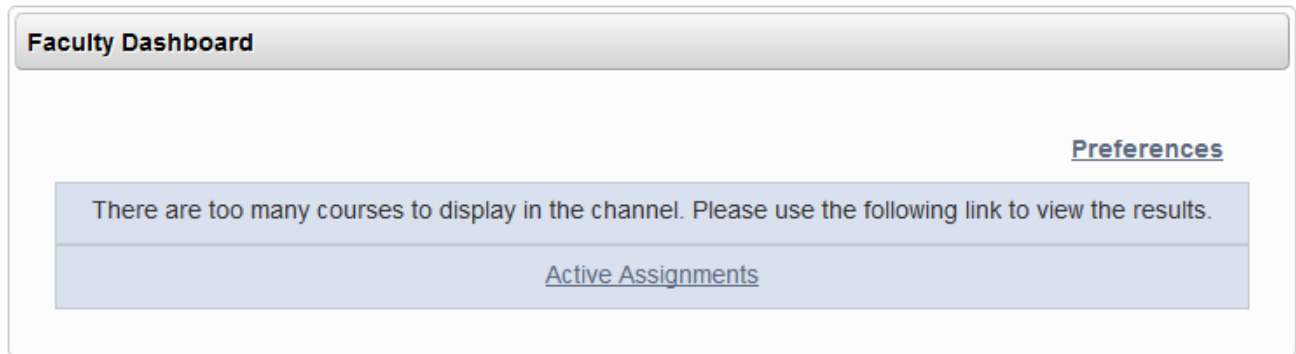 Faculty Dashboard
Preferences
There are too many courses to display in the channel. Please use the following link to view the results.
Active Assignments